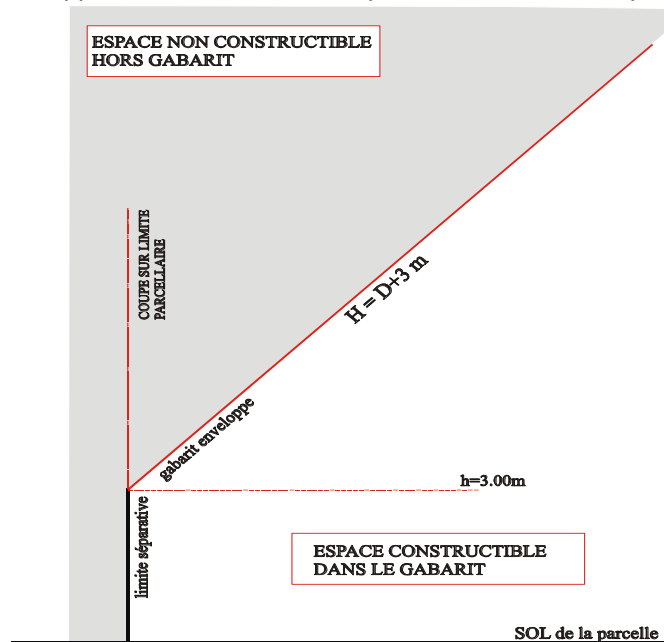 ESPACE NON CONSTRUCTIBLE
HORS GABARIT
COUPE SUR LIMITE
PARCELLAIRE
H = D+3 m
gabarit enveloppe
h=3.00m
limite séparative
ESPACE CONSTRUCTIBLE
DANS LE GABARIT
SOL de la parcelle